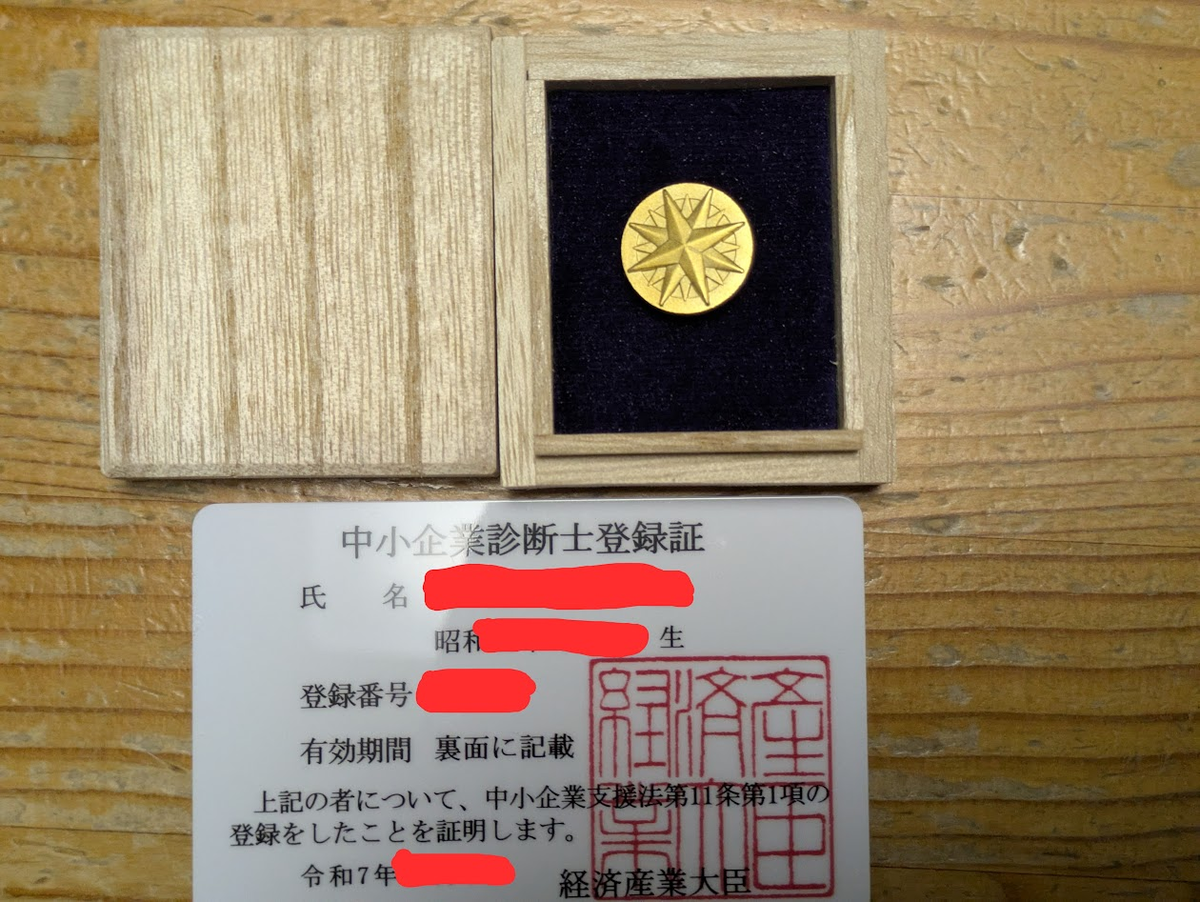 中小企業診断士登録証
氏 名
昭和 生
登録番号
有効期間 裏面に記載
上記の者について、中小企業支援法第11条第1項の
登録をしたことを証明します。
令和7年
経済産業大臣